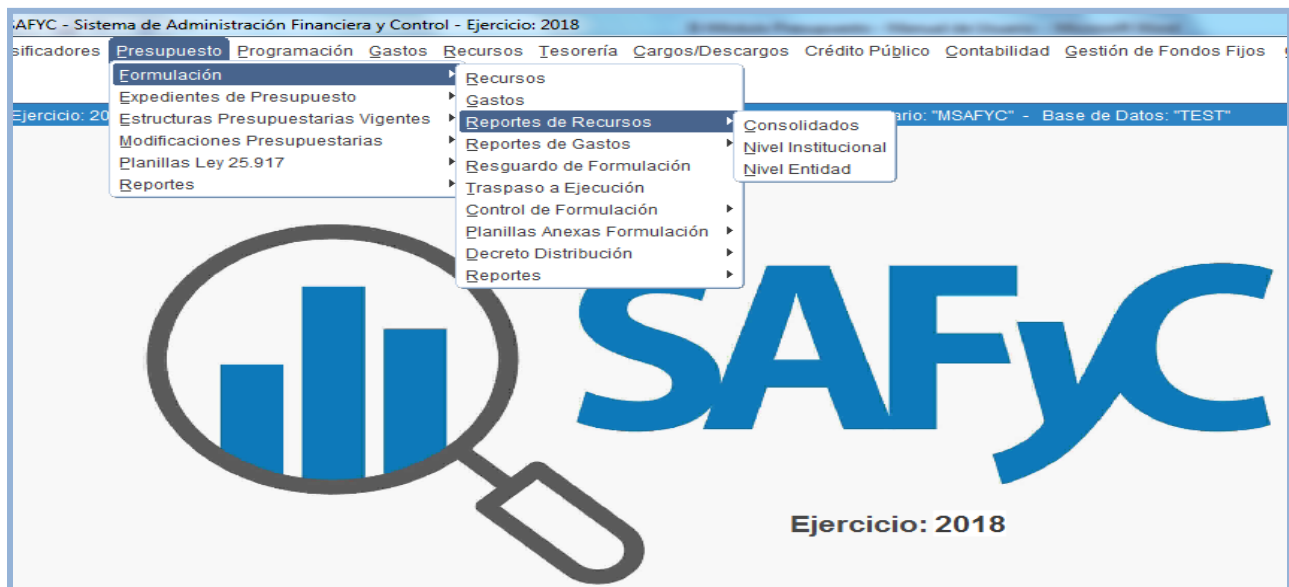 SAFYC - Sistema de Administración Financiera y Control - Ejercicio: 2018
sificadores Presupuesto Programación Gastos Recursos Tesorería Cargos/Descargos Crédito Público Contabilidad Gestión de Fondos Fijos
Ejercicio: 20 ario: "MSAFYC" - Base de Datos: "TEST"
Formulación
Expedientes de Presupuesto
Estructuras Presupuestarias Vigentes
Modificaciones Presupuestarias
Planillas Ley 25.917
Reportes
Recursos
Gastos
Reportes de Recursos
Reportes de Gastos
Resguardo de Formulación
Traspaso a Ejecución
Control de Formulación
Planillas Anexas Formulación
Decreto Distribución
Reportes
Consolidados
Nivel Institucional
Nivel Entidad
SAFyC
Ejercicio: 2018